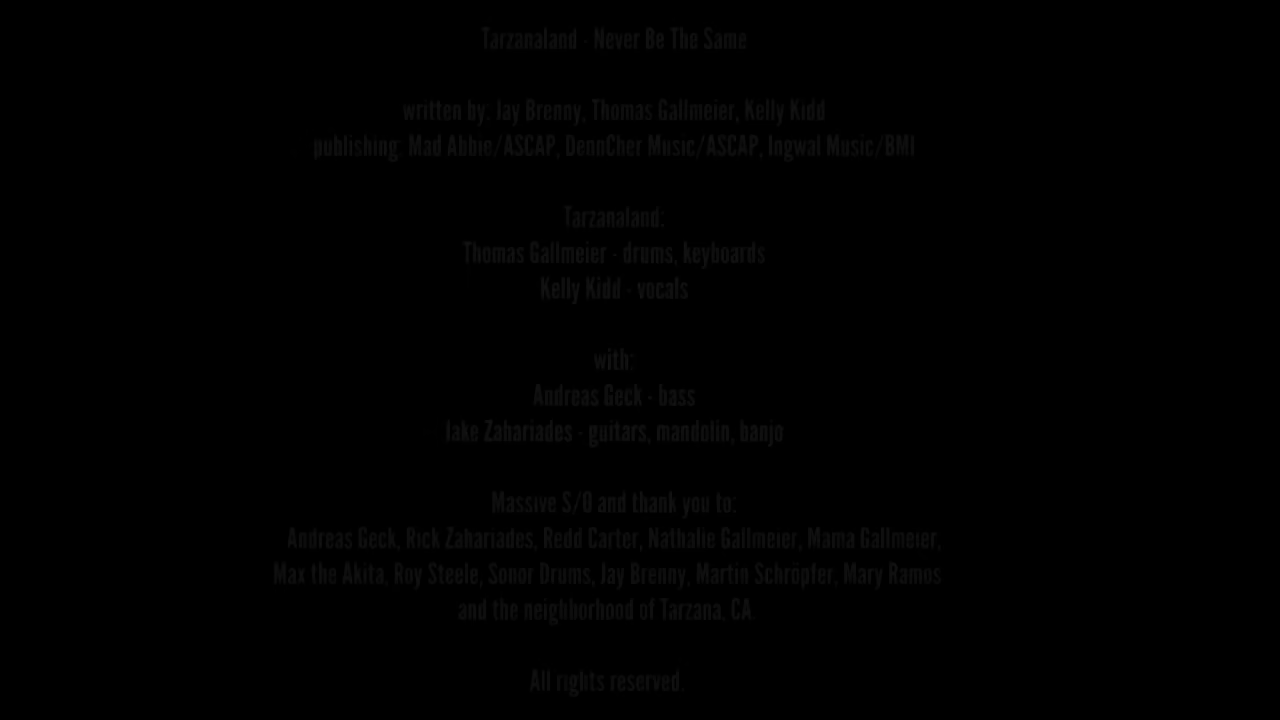 Tarzanaland - Never Be The Same
written by: Jay Brenny, Thomas Gallmeier, Kelly Kidd
publishing: Mad Abbie/ASCAP, DennCher Music/ASCAP, Ingwal Music/BMI
Tarzanaland:
Thomas Gallmeier - drums, keyboards
Kelly Kidd - vocals
with:
Andreas Geck - bass
Jake Zahariades - guitars, mandolin, banjo
Massive S/O and thank you to:
Andreas Geck, Rick Zahariades, Redd Carter, Nathalie Gallmeier, Mama Gallmeier,
Max the Akita, Roy Steele, Sonor Drums, Jay Brenny, Martin Schröpfer, Mary Ramos
and the neighborhood of Tarzana, CA.
All rights reserved.